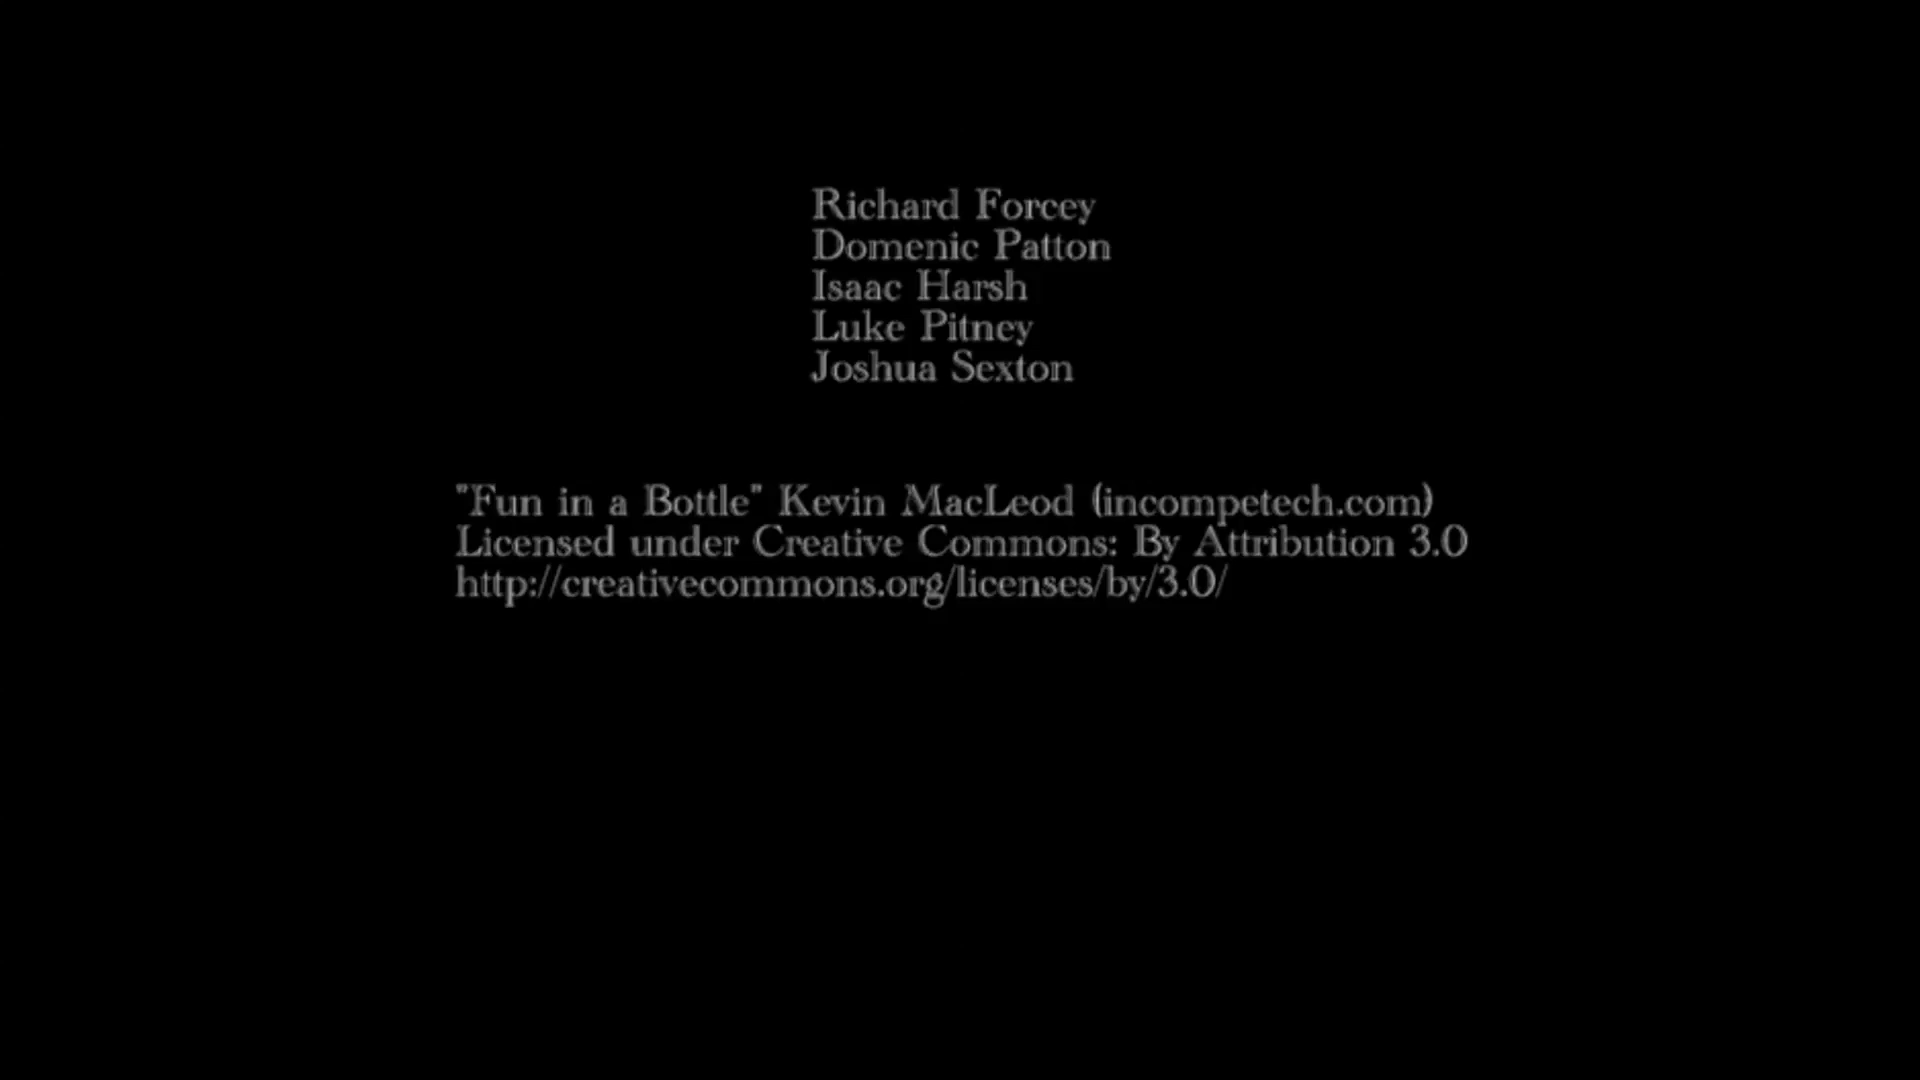 Richard Forcey
Domenic Patton
Isaac Harsh
Luke Pitney
Joshua Sexton
"Fun in a Bottle" Kevin MacLeod (incompetech.com)
Licensed under Creative Commons: By Attribution 3.0
http://creativecommons.org/licenses/by/3.0/